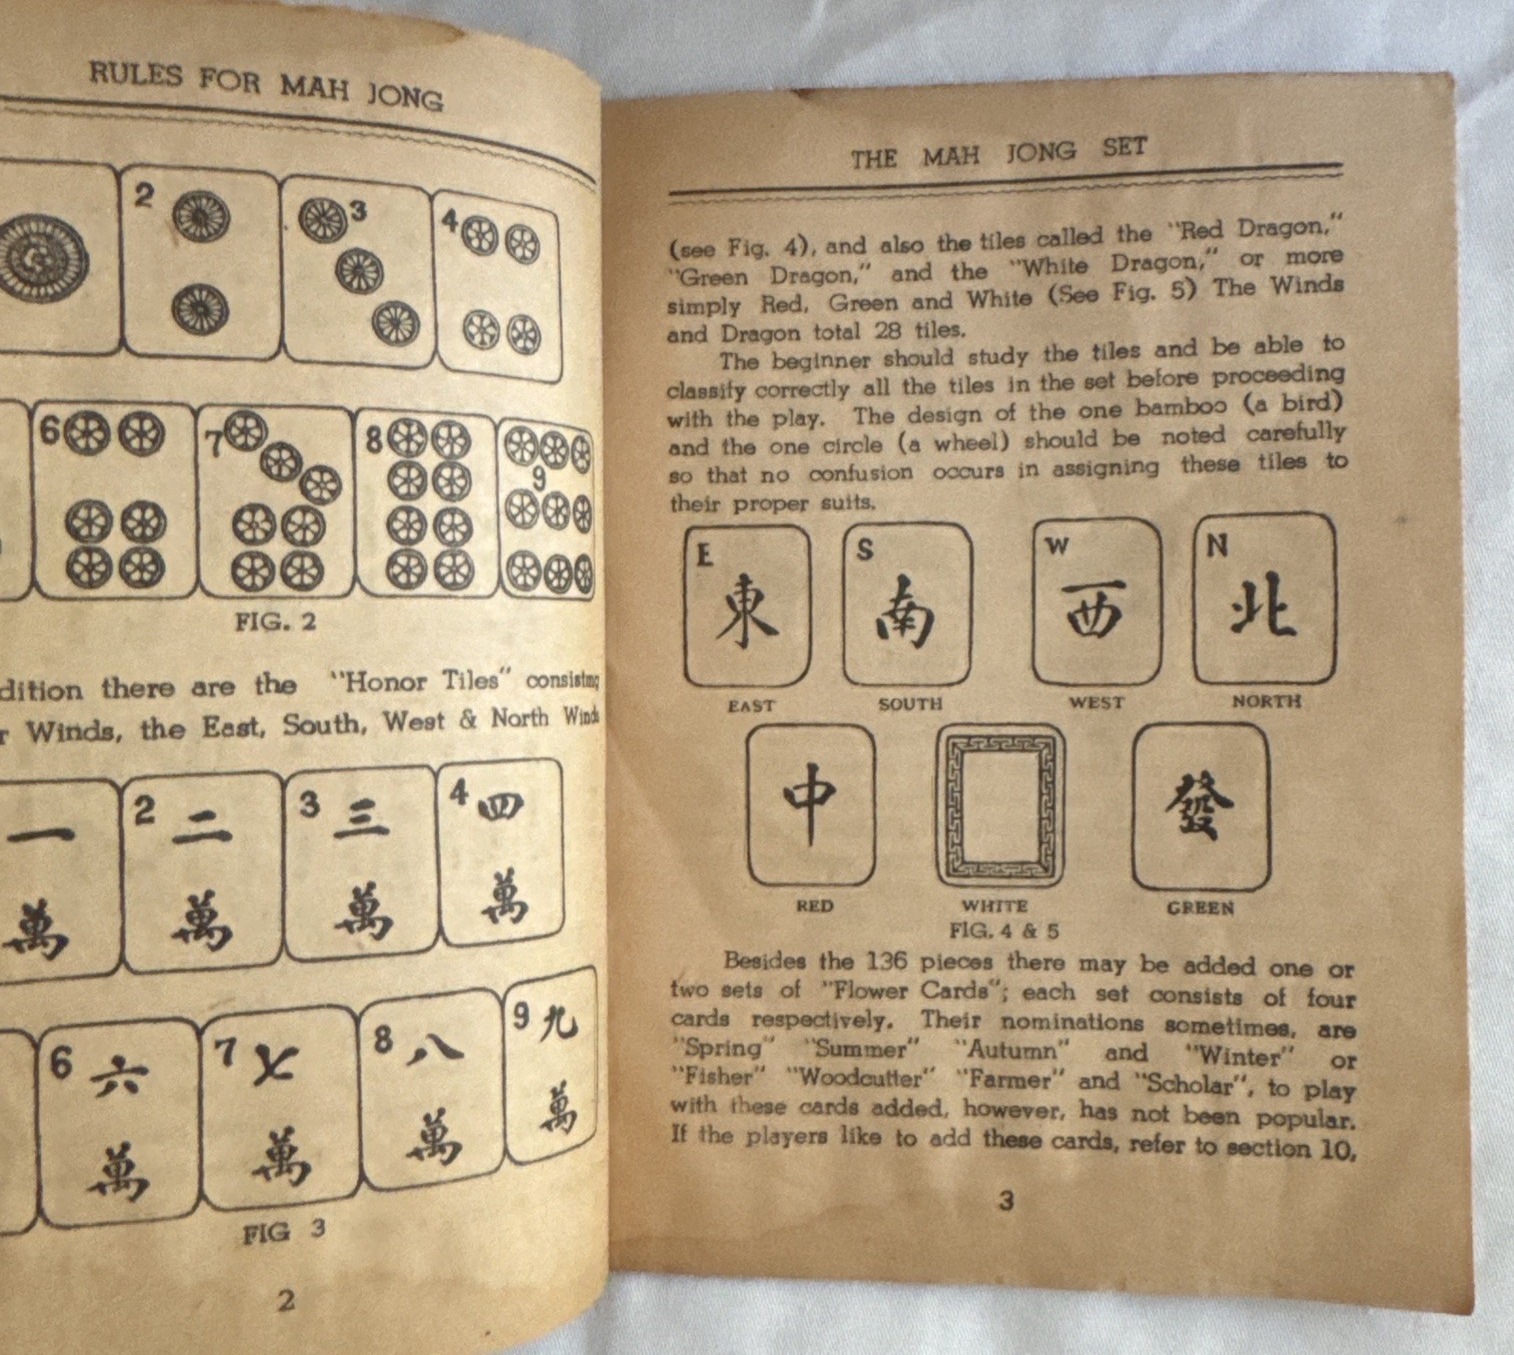 RULES FOR MAH JONG
2
3
4
6
7
8
9
FIG. 2
dition there are the "Honor Tiles" consisting
Winds, the East, South, West & North Winds
一
萬
2 二
萬
3 三
萬
4 四
萬
6 六
萬
7 七
萬
8 八
萬
9 九
萬
FIG 3
2
THE MAH JONG SET
(see Fig. 4), and also the tiles called the "Red Dragon,"
"Green Dragon," and the "White Dragon," or more
simply Red, Green and White (See Fig. 5) The Winds
and Dragon total 28 tiles.
The beginner should study the tiles and be able to
classify correctly all the tiles in the set before proceeding
with the play. The design of the one bamboo (a bird)
and the one circle (a wheel) should be noted carefully
so that no confusion occurs in assigning these tiles to
their proper suits.
E
東
S
南
W
西
N
北
EAST SOUTH WEST NORTH
中
發
RED WHITE GREEN
FIG. 4 & 5
Besides the 136 pieces there may be added one or
two sets of "Flower Cards"; each set consists of four
cards respectively. Their nominations sometimes, are
"Spring" "Summer" "Autumn" and "Winter" or
"Fisher" "Woodcutter" "Farmer" and "Scholar", to play
with these cards added, however, has not been popular.
If the players like to add these cards, refer to section 10,
3